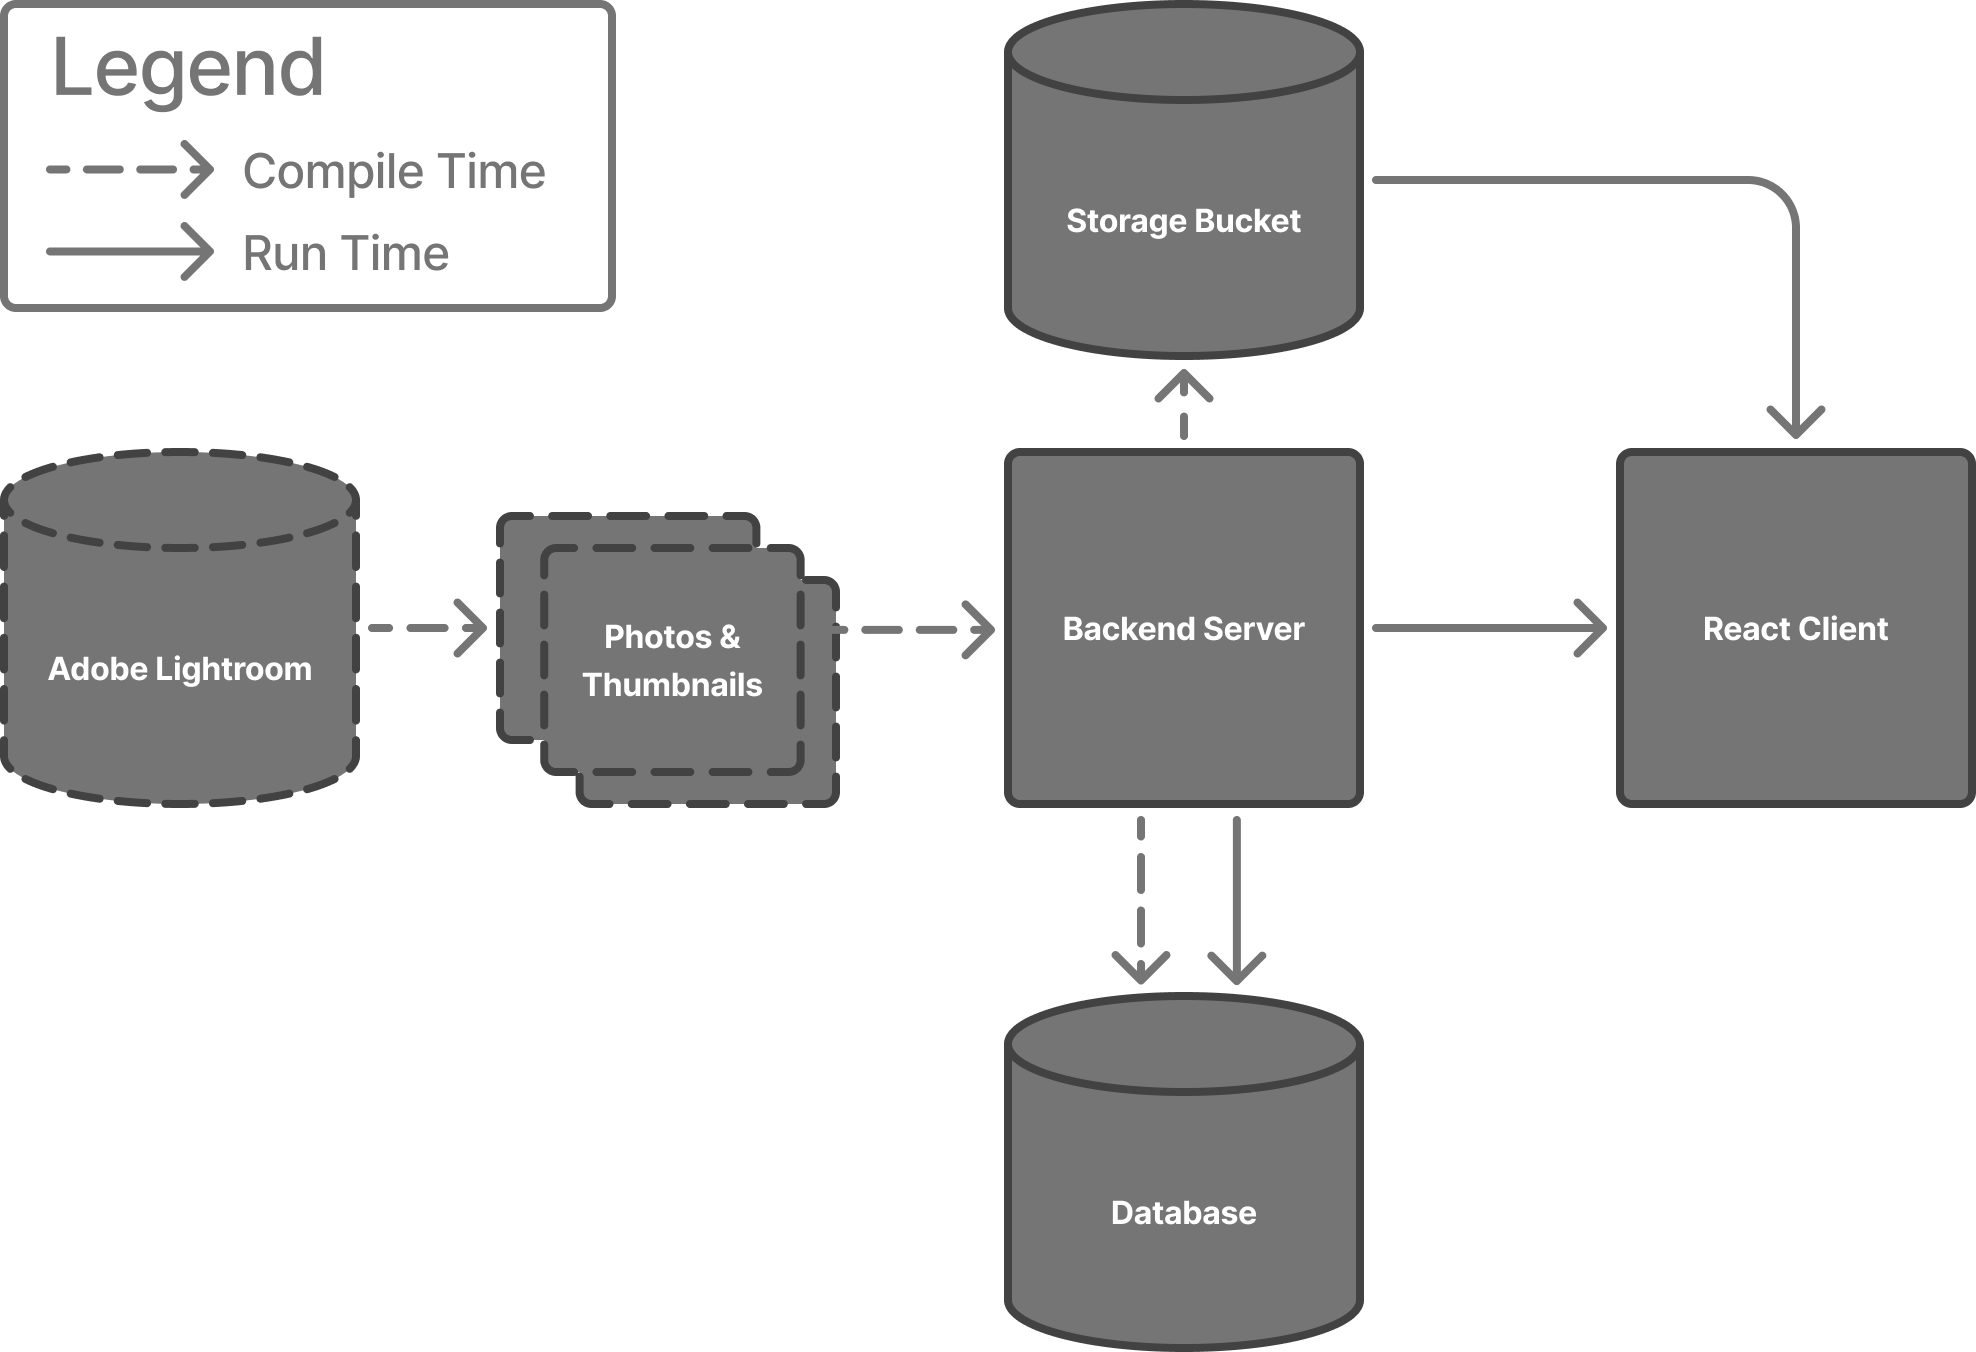 Legend
Compile Time
Run Time
Storage Bucket
Adobe Lightroom
Photos &
Thumbnails
Backend Server
React Client
Database